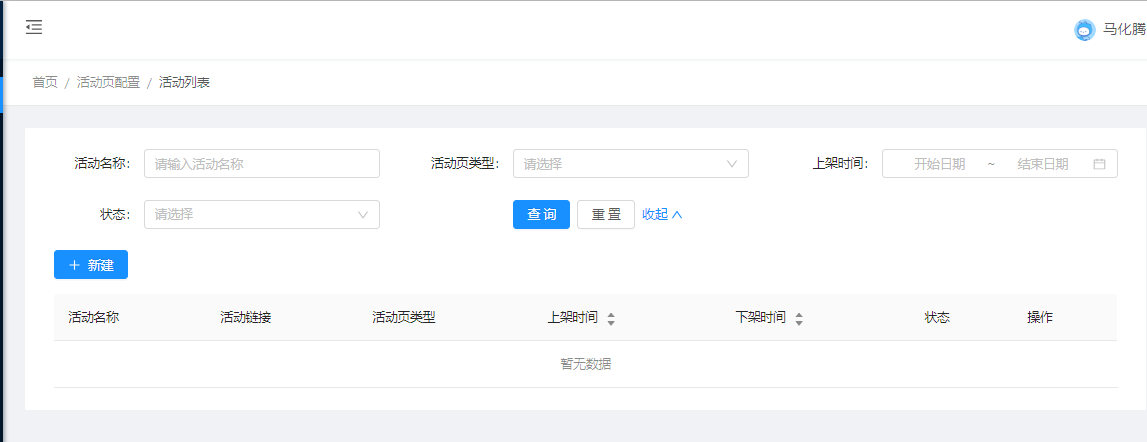 马化腾
首页 / 活动页配置 / 活动列表
活动名称: 请输入活动名称 活动页类型: 请选择 上架时间: 开始日期 ~ 结束日期
状态: 请选择 查 询 重 置 收起
+ 新建
活动名称 活动链接 活动页类型 上架时间 下架时间 状态 操作
暂无数据